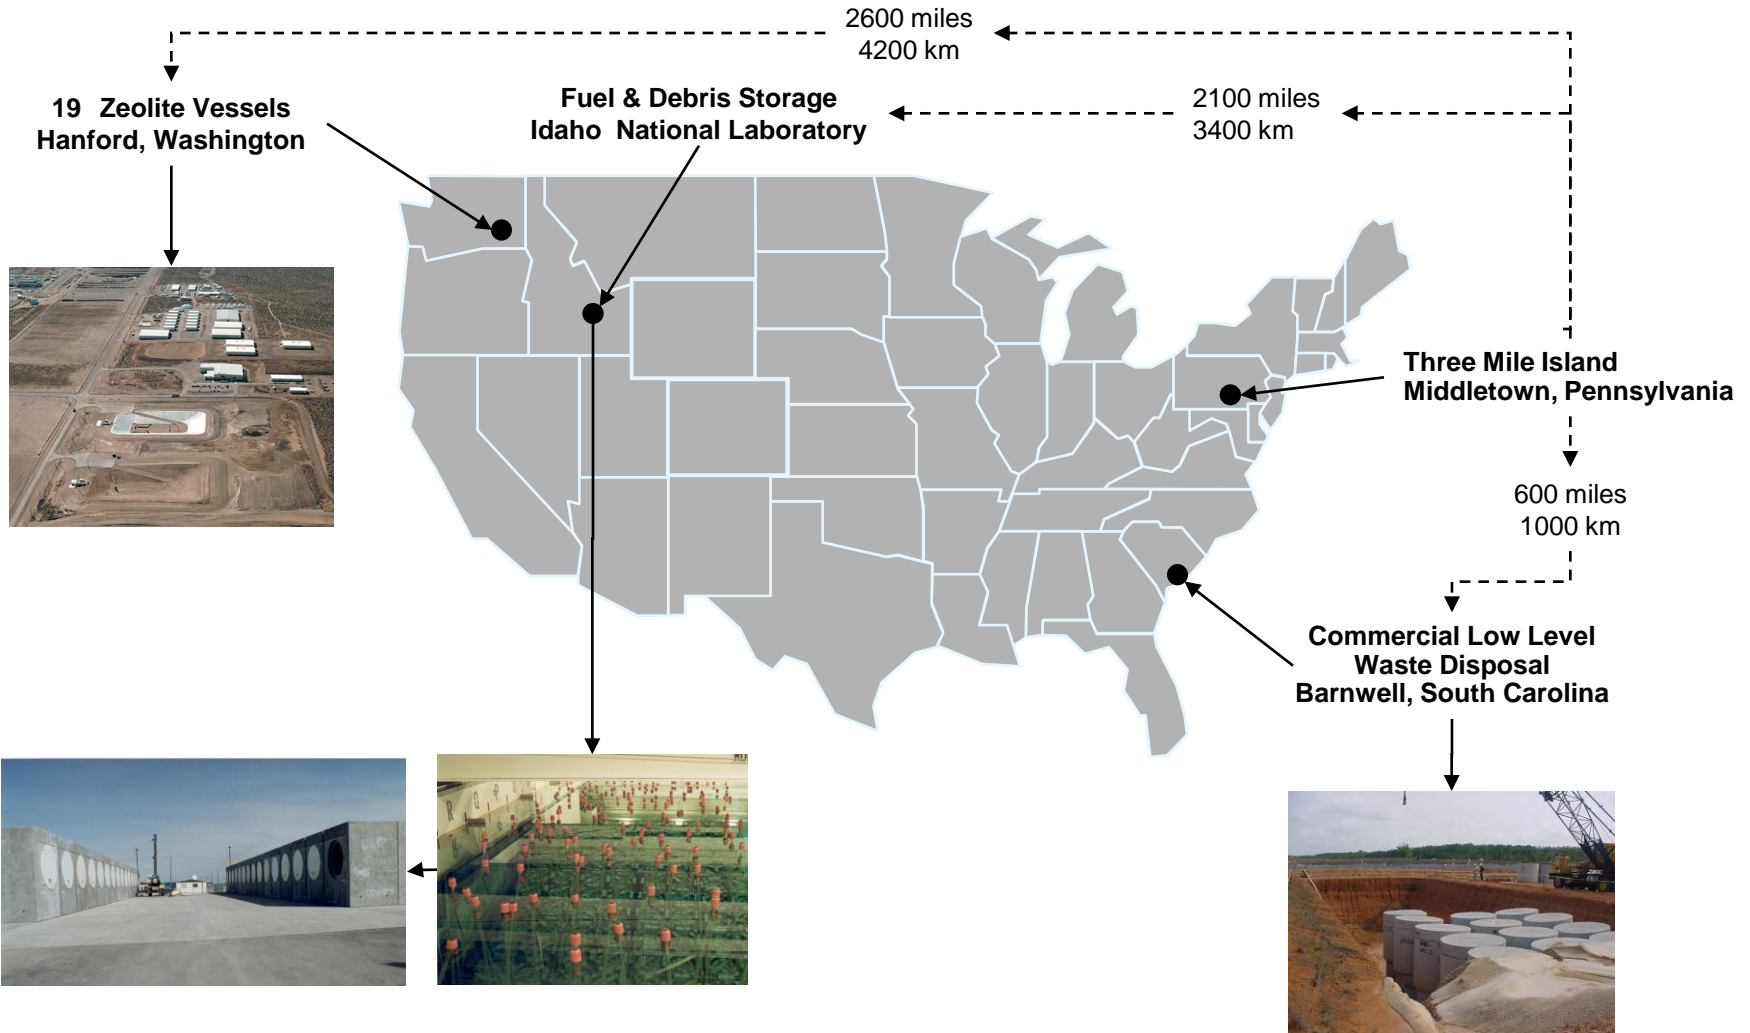 2600 miles
4200 km
19 Zeolite Vessels
Hanford, Washington
Fuel & Debris Storage
Idaho National Laboratory
2100 miles
3400 km
Three Mile Island
Middletown, Pennsylvania
600 miles
1000 km
Commercial Low Level
Waste Disposal
Barnwell, South Carolina
R Q P